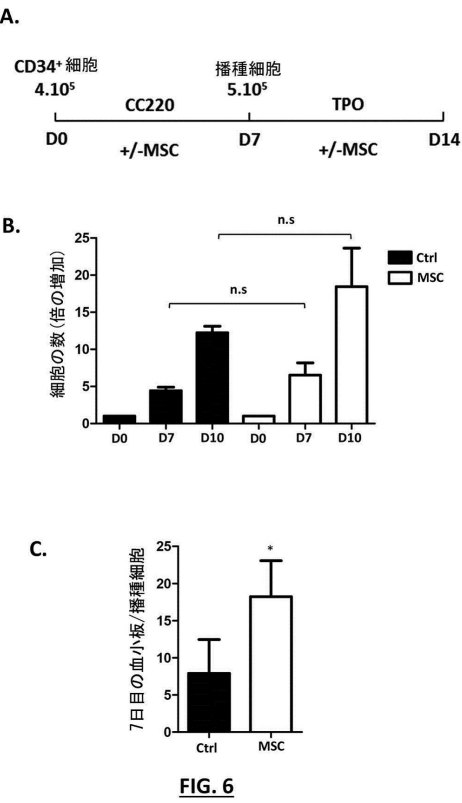 A.
CD34+ 細胞
4.10⁵
播種細胞
5.10⁵
CC220
TPO
D0
+/-MSC
D7
+/-MSC
D14
B.
n.s
n.s
Ctrl
MSC
細胞の数(倍の増加)
25
20
15
10
5
0
D0
D7
D10
D0
D7
D10
C.
7日目の血小板/播種細胞
25
20
15
10
5
0
*
Ctrl
MSC
FIG. 6